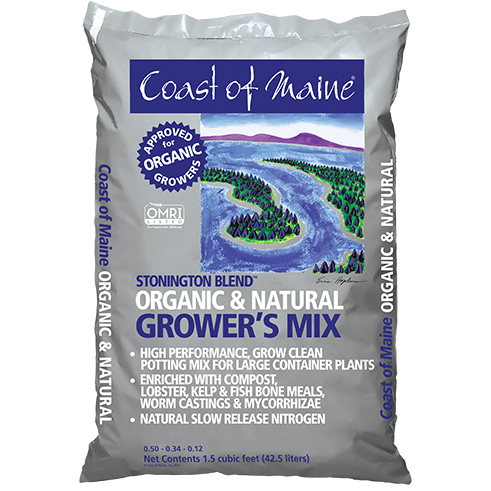 Coast of Maine®
APPROVED
for
ORGANIC
GROWERS
OMRI
LISTED
STONINGTON BLEND™
ORGANIC & NATURAL
GROWER'S MIX
• HIGH PERFORMANCE, GROW CLEAN
POTTING MIX FOR LARGE CONTAINER PLANTS
• ENRICHED WITH COMPOST,
LOBSTER, KELP & FISH BONE MEALS,
WORM CASTINGS & MYCORRHIZAE
• NATURAL SLOW RELEASE NITROGEN
0.50 - 0.34 - 0.12
Net Contents 1.5 cubic feet (42.5 liters)
Coast of Maine ORGANIC & NATURAL
Coast of Maine ORGANIC & NATURAL